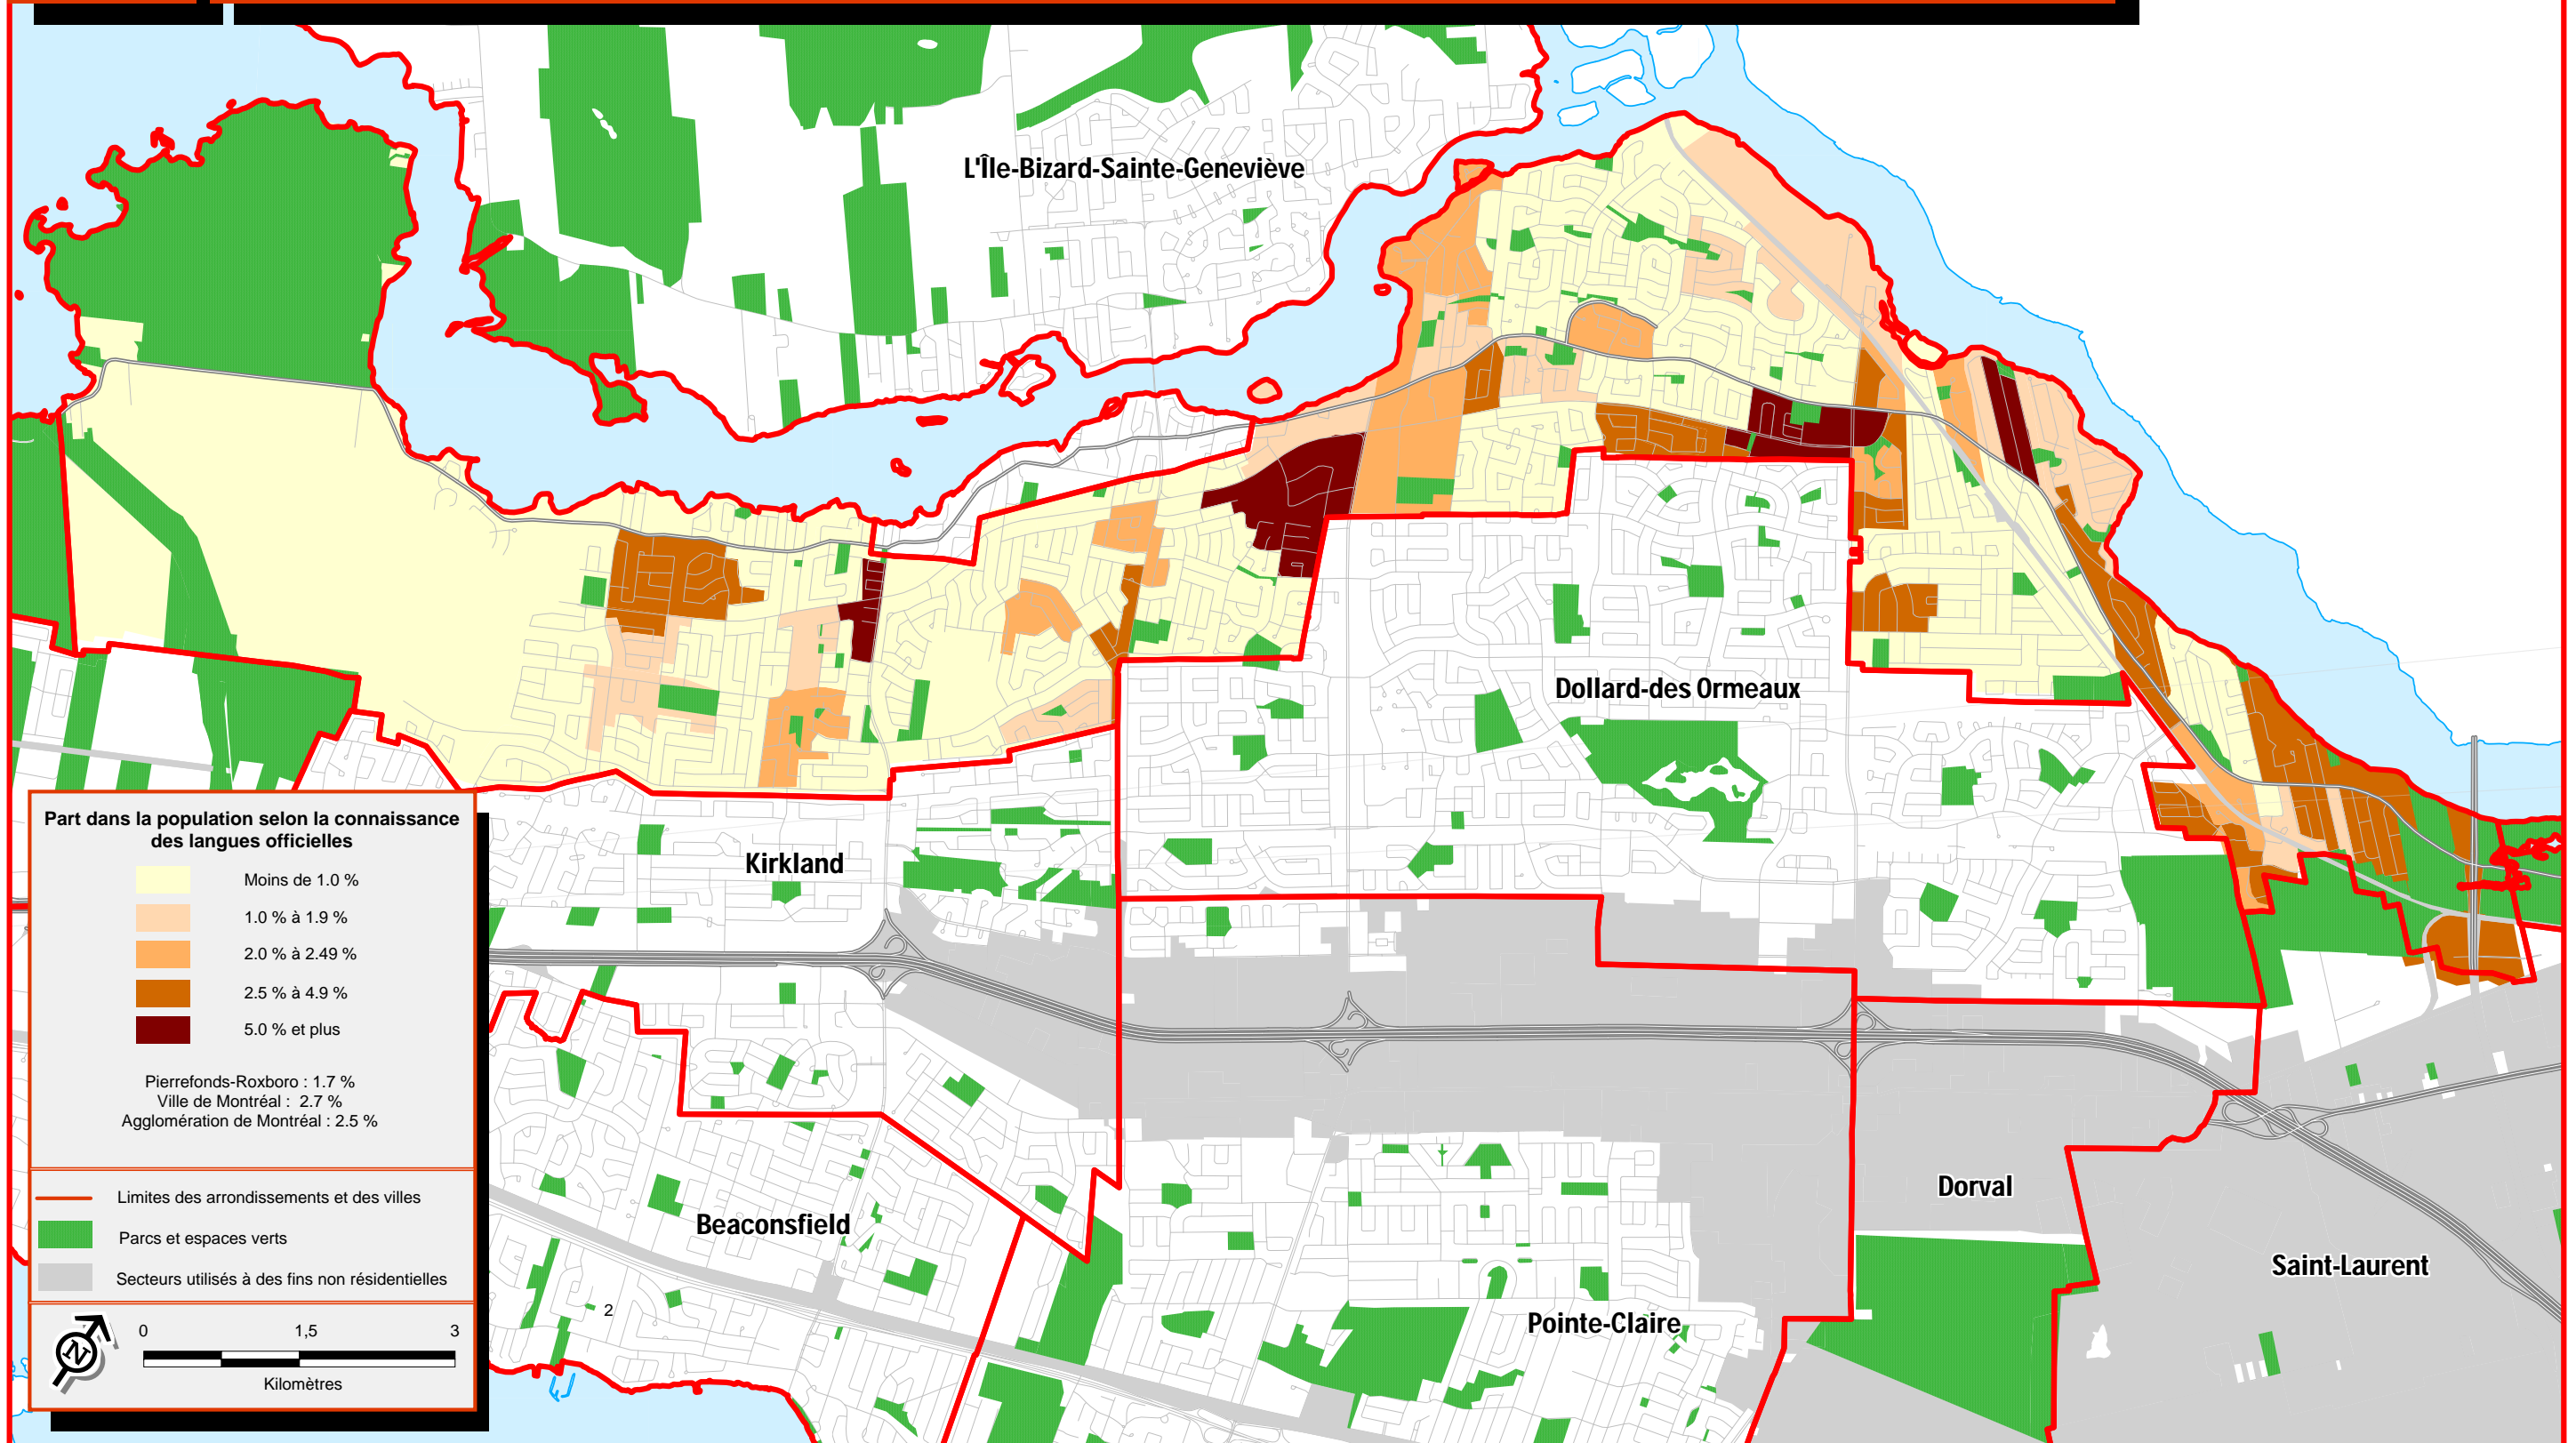 L'Île-Bizard-Sainte-Geneviève
Dollard-des Ormeaux
Kirkland
Beaconsfield
Pointe-Claire
Dorval
Saint-Laurent
2
Part dans la population selon la connaissance
des langues officielles
Moins de 1.0 %
1.0 % à 1.9 %
2.0 % à 2.49 %
2.5 % à 4.9 %
5.0 % et plus
Pierrefonds-Roxboro : 1.7 %
Ville de Montréal : 2.7 %
Agglomération de Montréal : 2.5 %
Limites des arrondissements et des villes
Parcs et espaces verts
Secteurs utilisés à des fins non résidentielles
N
0 1,5 3
Kilomètres